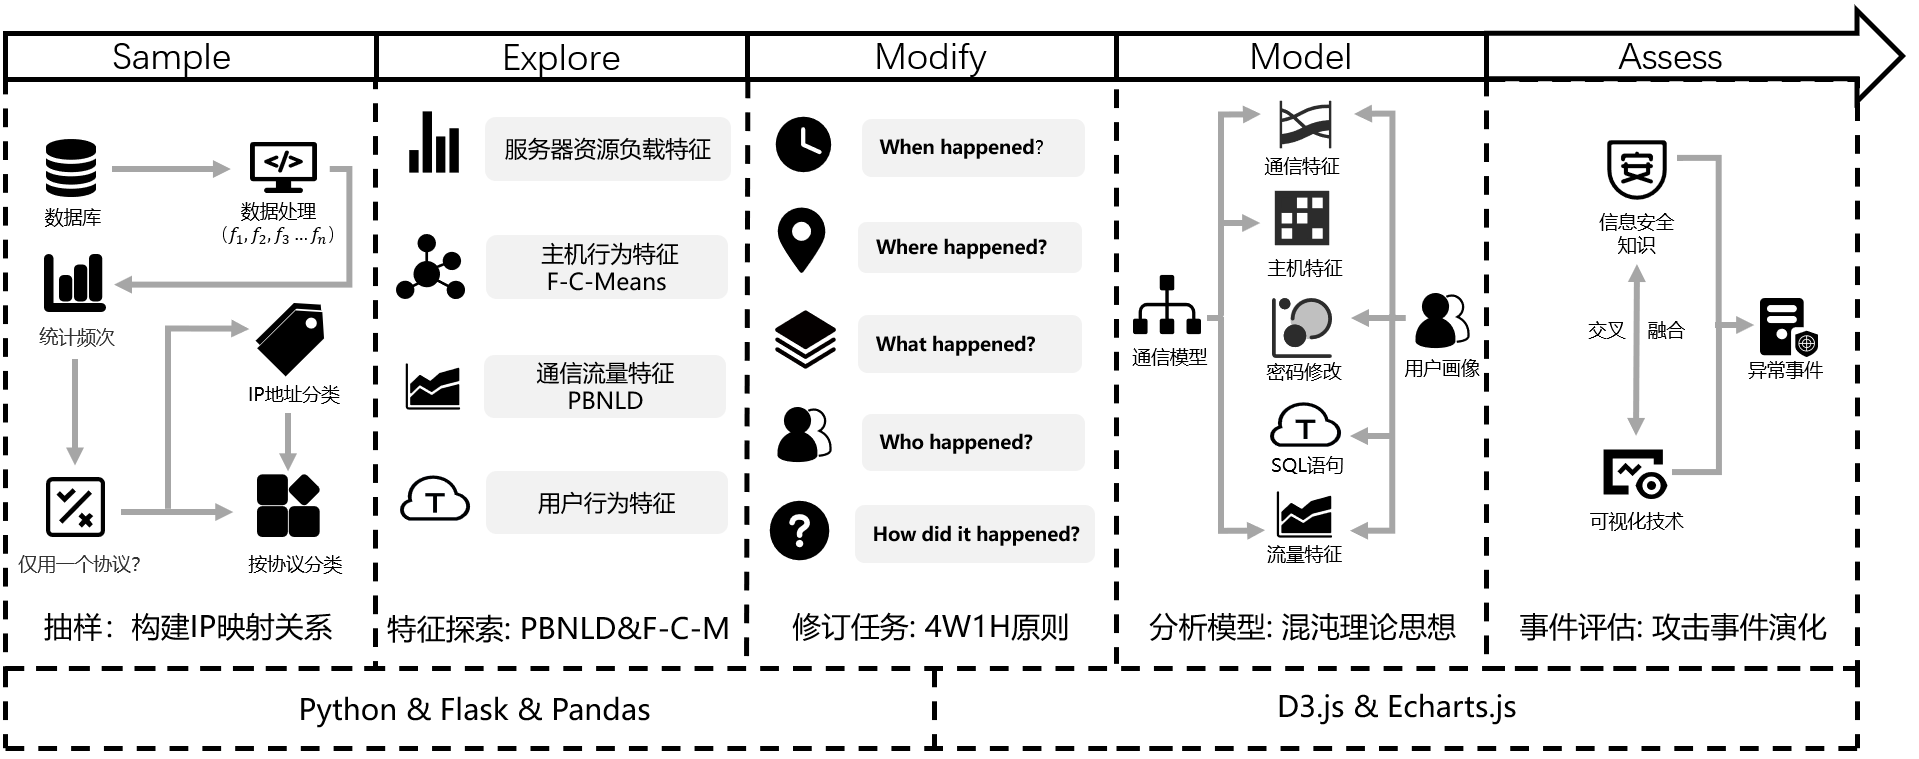 Sample
Explore
Modify
Model
Assess
数据库
数据处理
(f1, f2, f3 ... fn)
统计频次
IP地址分类
仅用一个协议?
按协议分类
抽样：构建IP映射关系
服务器资源负载特征
主机行为特征
F-C-Means
通信流量特征
PBNLD
T
用户行为特征
特征探索: PBNLD&F-C-M
When happened?
Where happened?
What happened?
Who happened?
?
How did it happened?
修订任务: 4W1H原则
通信特征
主机特征
通信模型
密码修改
用户画像
T
SQL语句
流量特征
分析模型: 混沌理论思想
信息安全
知识
交叉
融合
异常事件
可视化技术
事件评估: 攻击事件演化
Python & Flask & Pandas
D3.js & Echarts.js